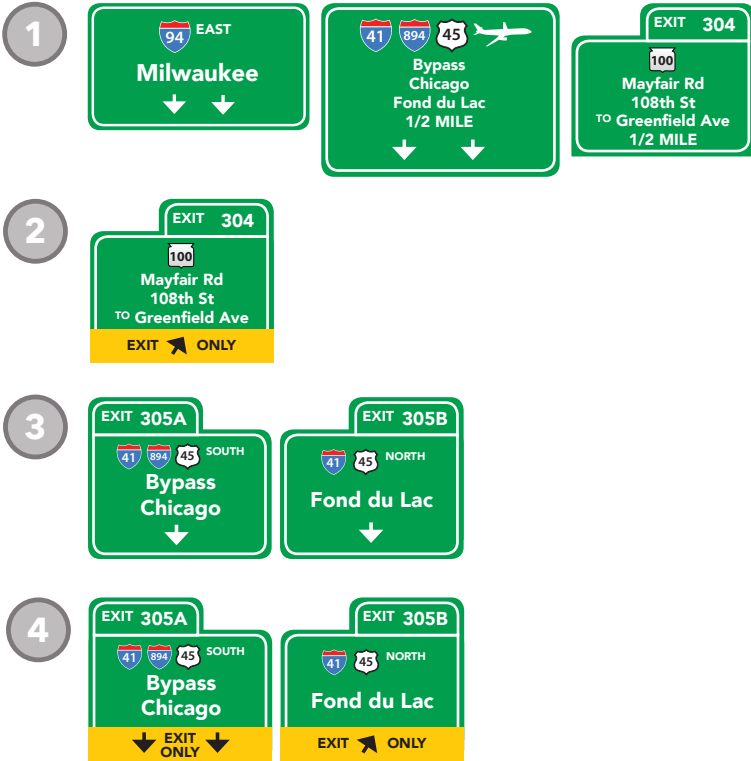 1
94 EAST
Milwaukee
41 894 45
Bypass
Chicago
Fond du Lac
1/2 MILE
EXIT 304
100
Mayfair Rd
108th St
TO Greenfield Ave
1/2 MILE
2
EXIT 304
100
Mayfair Rd
108th St
TO Greenfield Ave
EXIT ONLY
3
EXIT 305A
41 894 45 SOUTH
Bypass
Chicago
EXIT 305B
41 45 NORTH
Fond du Lac
4
EXIT 305A
41 894 45 SOUTH
Bypass
Chicago
EXIT
ONLY
EXIT 305B
41 45 NORTH
Fond du Lac
EXIT ONLY